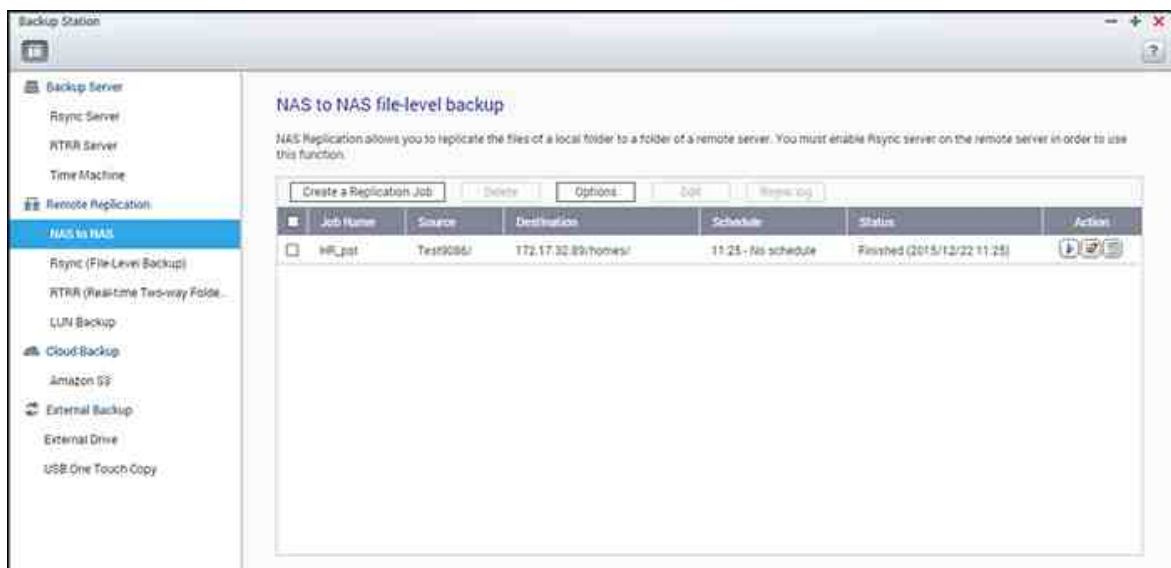 Backup Station
?
Backup Server
Rsync Server
RTRR Server
Time Machine
Remote Replication
NAS to NAS
Rsync (File-Level Backup)
RTRR (Real-time Two-way Folde...
LUN Backup
Cloud Backup
Amazon S3
External Backup
External Drive
USB One Touch Copy
NAS to NAS file-level backup
NAS Replication allows you to replicate the files of a local folder to a folder of a remote server. You must enable Rsync server on the remote server in order to use
this function.
Create a Replication Job Delete Options Edit
Job Name Source Destination Schedule Status Action
HR_pst Test9086/ 172.17.32.89/homes/ 11:25 - No schedule Finished (2015/12/22 11:25)